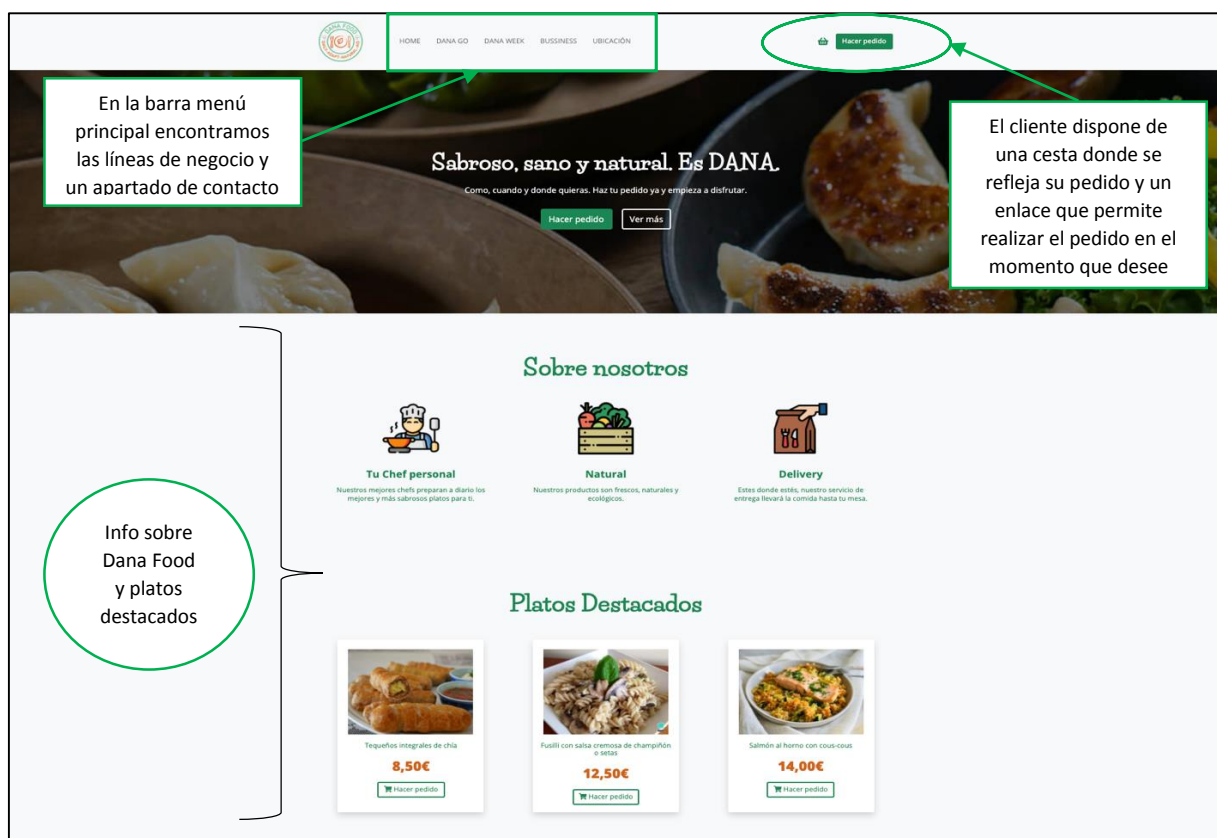 DANA FOOD
HOME DANA GO DANA WEEK BUSSINESS UBICACIÓN
Hacer pedido
En la barra menú
principal encontramos
las líneas de negocio y
un apartado de contacto
El cliente dispone de
una cesta donde se
refleja su pedido y un
enlace que permite
realizar el pedido en el
momento que desee
Sabroso, sano y natural. Es DANA.
Como, cuando y donde quieras. Haz tu pedido ya y empieza a disfrutar.
Hacer pedido Ver más
Sobre nosotros
Tu Chef personal
Nuestros mejores chefs preparan a diario los
mejores y más sabrosos platos para ti.
Natural
Nuestros productos son frescos, naturales y
ecológicos.
Delivery
Estes donde estés, nuestro servicio de
entrega llevará la comida hasta tu mesa.
Info sobre
Dana Food
y platos
destacados
Platos Destacados
Tequeños integrales de chía
8,50€
Hacer pedido
Fusilli con salsa cremosa de champiñón
o setas
12,50€
Hacer pedido
Salmón al horno con cous-cous
14,00€
Hacer pedido